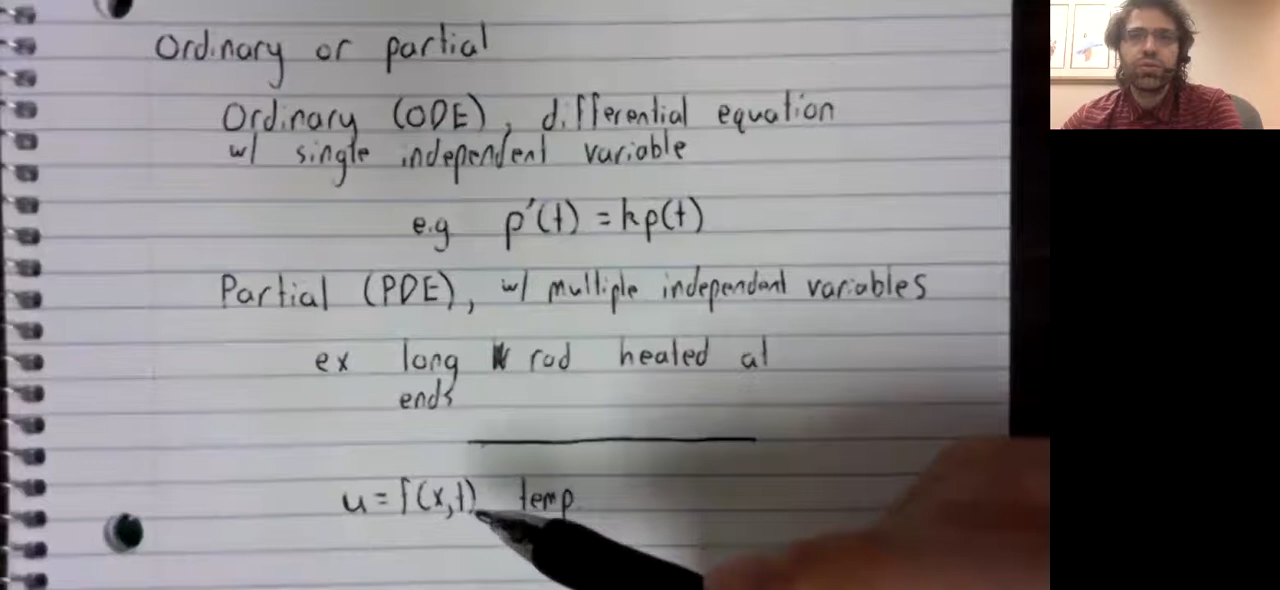 Ordinary or partial
Ordinary (ODE), differential equation
w/ single independent variable
e.g p'(t) = kp(t)
Partial (PDE), w/ multiple independent variables
ex long rod heated at
ends
u = f(x,t) temp